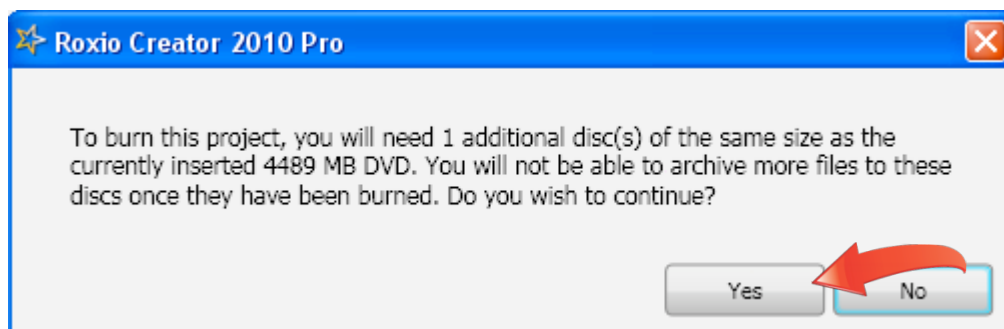 Roxio Creator 2010 Pro
To burn this project, you will need 1 additional disc(s) of the same size as the
currently inserted 4489 MB DVD. You will not be able to archive more files to these
discs once they have been burned. Do you wish to continue?
Yes No